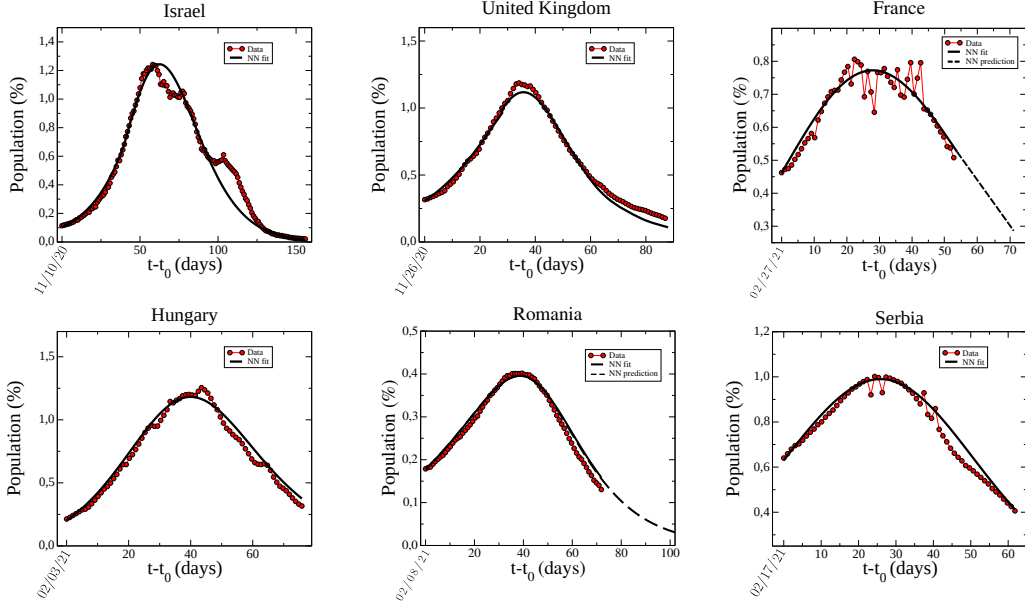 Israel
Population (%)
1,4
1,2
1,0
0,8
0,6
0,4
0,2
0,0
Data
NN fit
50
100
150
11/10/20
t-t0 (days)
United Kingdom
Population (%)
1,5
1,0
0,5
0,0
Data
NN fit
20
40
60
80
11/26/20
t-t0 (days)
France
Population (%)
0.8
0.7
0.6
0.5
0.4
0.3
Data
NN fit
NN prediction
10
20
30
40
50
60
70
02/27/21
t-t0 (days)
Hungary
Population (%)
1,5
1,0
0,5
0,0
Data
NN fit
20
40
60
02/03/21
t-t0 (days)
Romania
Population (%)
0,5
0,4
0,3
0,2
0,1
0,0
Data
NN fit
NN prediction
20
40
60
80
100
02/08/21
t-t0 (days)
Serbia
Population (%)
1,2
1,0
0,8
0,6
0,4
Data
NN fit
10
20
30
40
50
60
02/17/21
t-t0 (days)